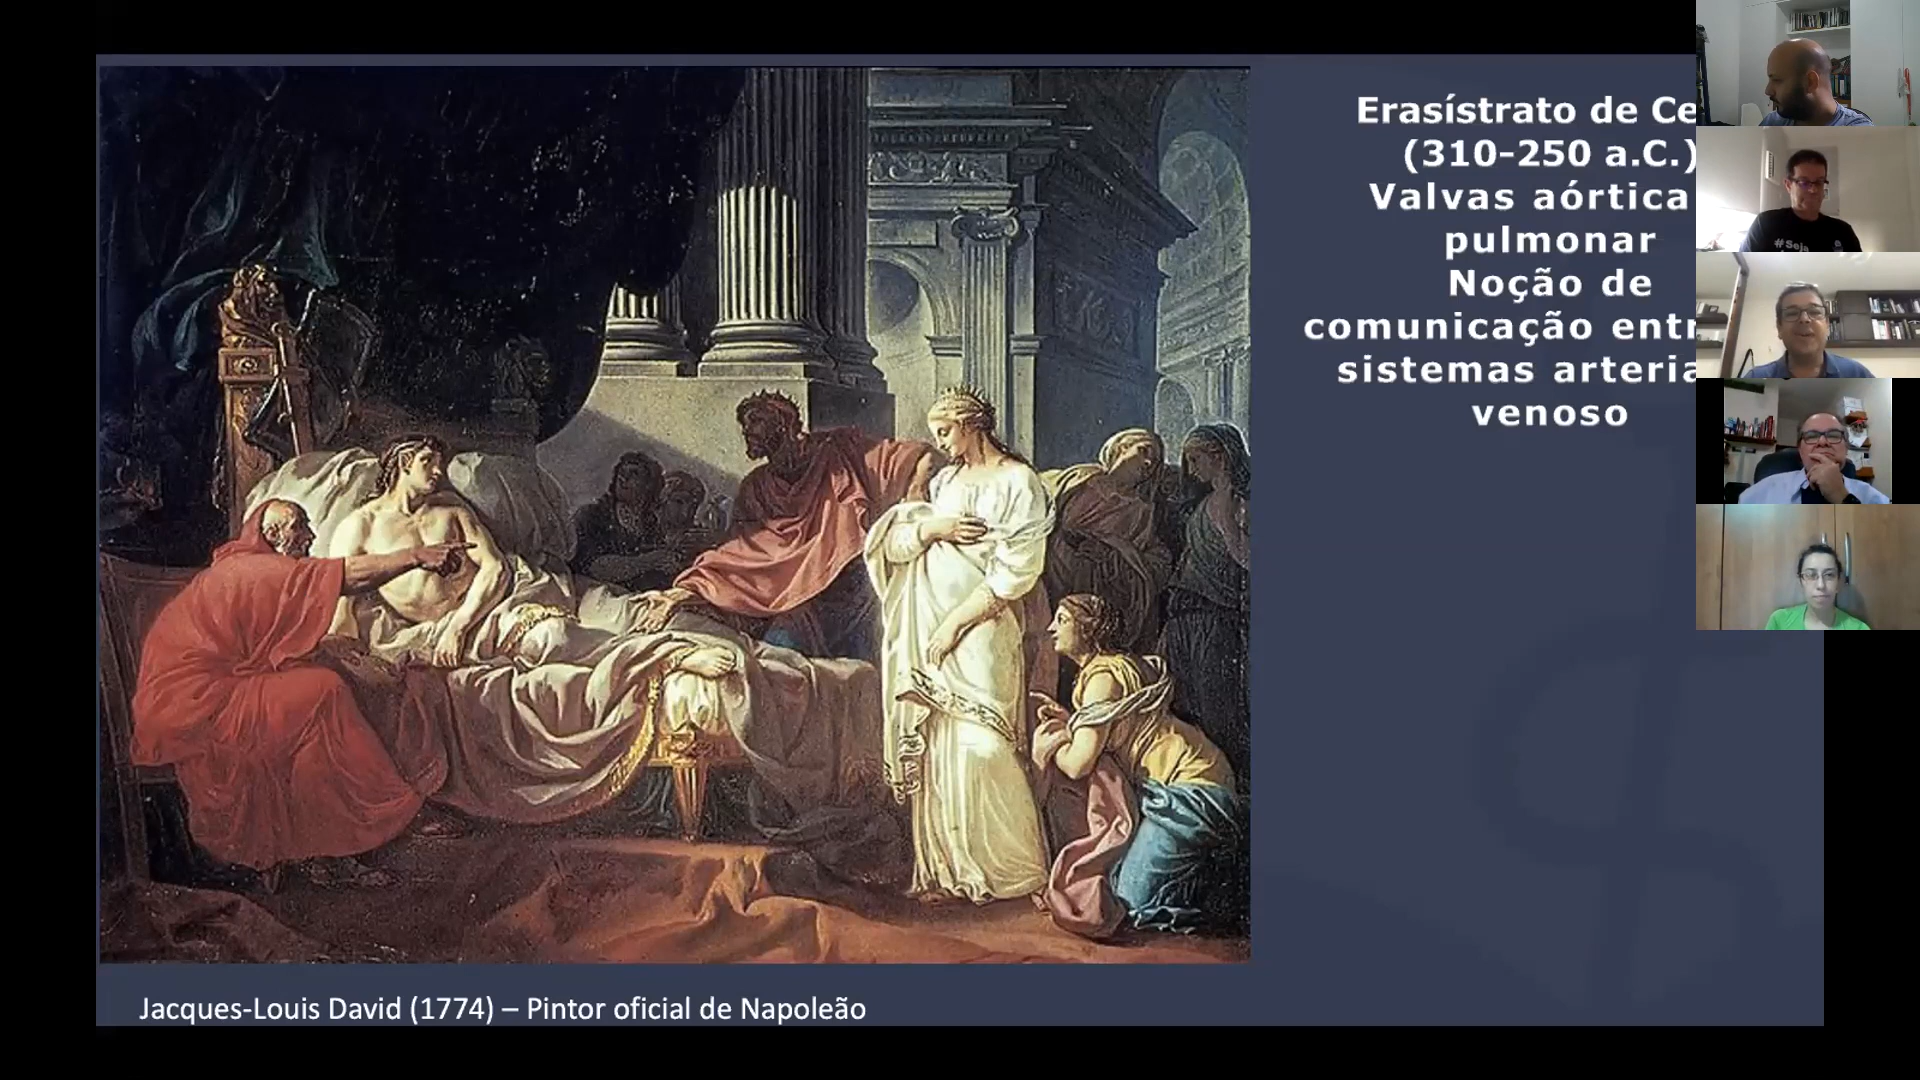 Erasístrato de Ce
(310-250 a.C.)
Valvas aórtica
pulmonar
Noção de
comunicação entr
sistemas arteria
venoso
#Seja
Jacques-Louis David (1774) – Pintor oficial de Napoleão